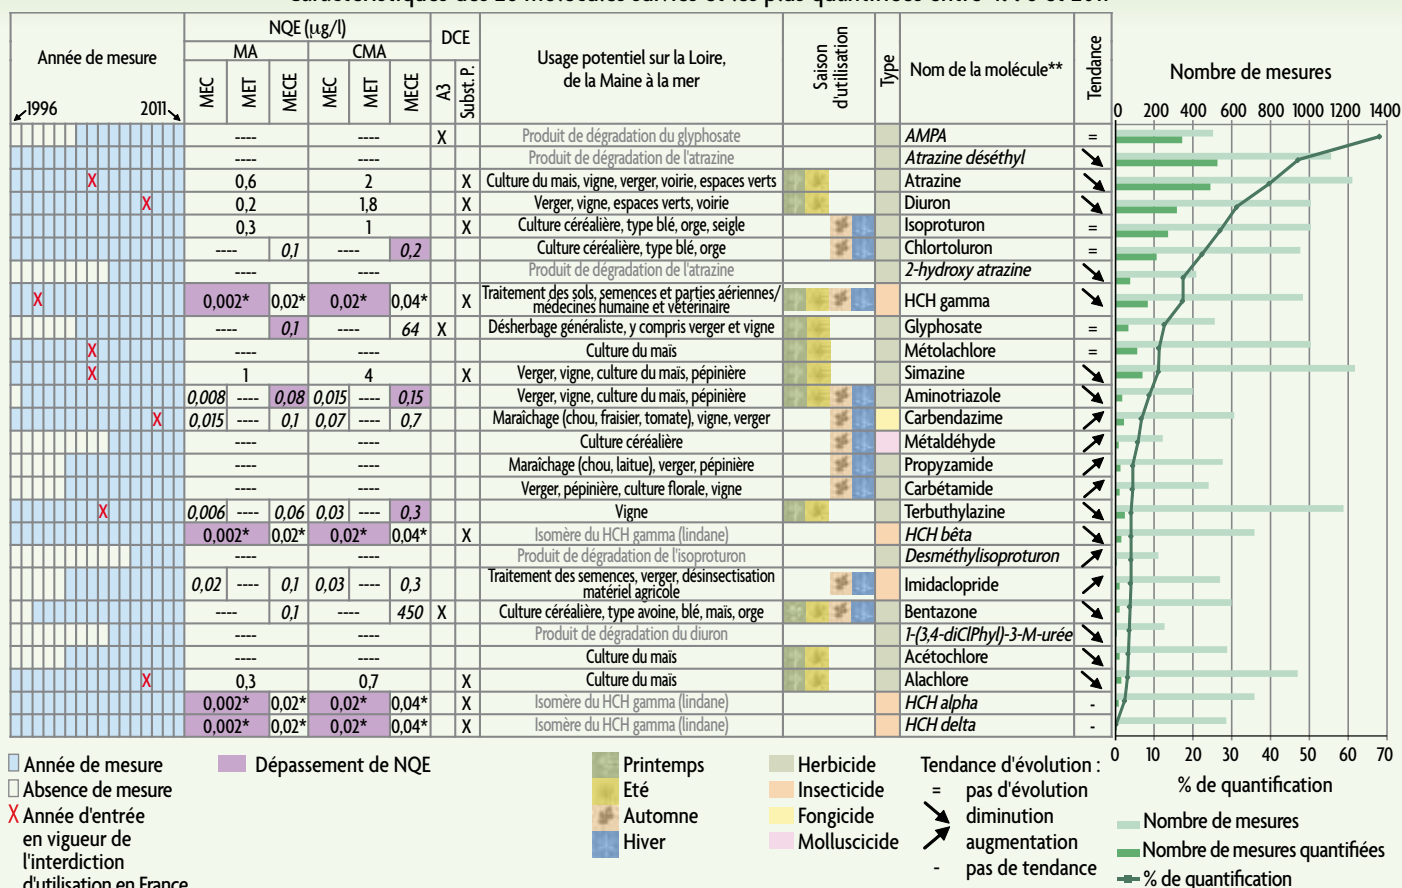 Année de mesure
1996 2011
NQE (µg/l)
MA CMA
MEC MET MECE MEC MET MECE
DCE
A3 Subst. P.
Usage potentiel sur la Loire,
de la Maine à la mer
Saison
d'utilisation
Type
Nom de la molécule**
Tendance
Nombre de mesures
0 200 400 600 800 1000 1200 1400
---- ---- X Produit de dégradation du glyphosate AMPA =
---- ---- Produit de dégradation de l'atrazine Atrazine déséthyl
X 0,6 2 X Culture du mais, vigne, verger, voirie, espaces verts Atrazine
X 0,2 1,8 X Verger, vigne, espaces verts, voirie Diuron
0,3 1 X Culture céréalière, type blé, orge, seigle Isoproturon =
---- 0,1 ---- 0,2 Culture céréalière, type blé, orge Chlortoluron =
---- ---- Produit de dégradation de l'atrazine 2-hydroxy atrazine
X 0,002* 0,02* 0,02* 0,04* X Traitement des sols, semences et parties aériennes/
médecines humaine et vétérinaire HCH gamma
---- 0,1 ---- 64 X Désherbage généraliste, y compris verger et vigne Glyphosate =
X ---- ---- Culture du maïs Métolachlore =
X 1 4 X Verger, vigne, culture du maïs, pépinière Simazine
0,008 ---- 0,08 0,015 ---- 0,15 Verger, vigne, culture du maïs, pépinière Aminotriazole
X 0,015 ---- 0,1 0,07 ---- 0,7 Maraîchage (chou, fraisier, tomate), vigne, verger Carbendazime
---- ---- Culture céréalière Métaldéhyde
---- ---- Maraîchage (chou, laitue), verger, pépinière Propyzamide
---- ---- Verger, pépinière, culture florale, vigne Carbétamide
X 0,006 ---- 0,06 0,03 ---- 0,3 Vigne Terbuthylazine
0,002* 0,02* 0,02* 0,04* X Isomère du HCH gamma (lindane) HCH bêta
---- ---- Produit de dégradation de l'isoproturon Desméthylisoproturon
0,02 ---- 0,1 0,03 ---- 0,3 Traitement des semences, verger, désinsectisation
matériel agricole Imidaclopride
---- 0,1 ---- 450 X Culture céréalière, type avoine, blé, maïs, orge Bentazone
---- ---- Produit de dégradation du diuron 1-(3,4-diClPhyl)-3-M-urée
---- ---- Culture du maïs Acétochlore
X 0,3 0,7 X Culture du maïs Alachlore
0,002* 0,02* 0,02* 0,04* X Isomère du HCH gamma (lindane) HCH alpha -
0,002* 0,02* 0,02* 0,04* X Isomère du HCH gamma (lindane) HCH delta -
0 10 20 30 40 50 60 70
% de quantification
Année de mesure
Absence de mesure
X Année d'entrée
en vigueur de
l'interdiction
d'utilisation en France
Dépassement de NQE
Printemps
Eté
Automne
Hiver
Herbicide
Insecticide
Fongicide
Molluscicide
Tendance d'évolution :
= pas d'évolution
diminution
augmentation
- pas de tendance
Nombre de mesures
Nombre de mesures quantifiées
% de quantification